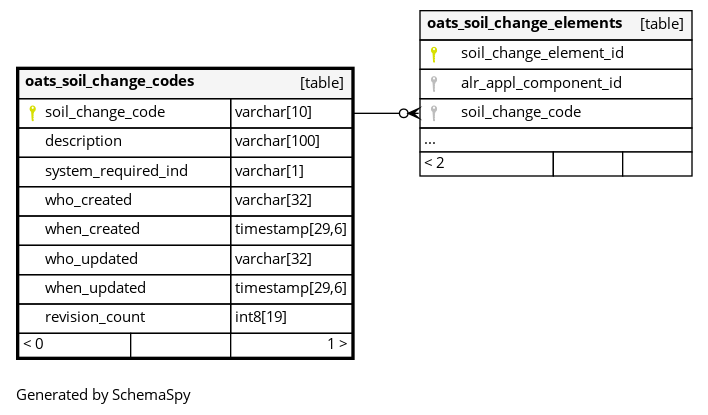 oats_soil_change_codes [table]
soil_change_code varchar[10]
description varchar[100]
system_required_ind varchar[1]
who_created varchar[32]
when_created timestamp[29,6]
who_updated varchar[32]
when_updated timestamp[29,6]
revision_count int8[19]
< 0 1 >
oats_soil_change_elements [table]
soil_change_element_id
alr_appl_component_id
soil_change_code
...
< 2
Generated by SchemaSpy